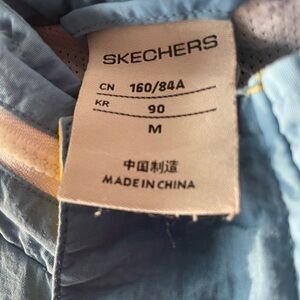 SKECHERS
CN 160/84A
KR 90
M
中国制造
MADE IN CHINA